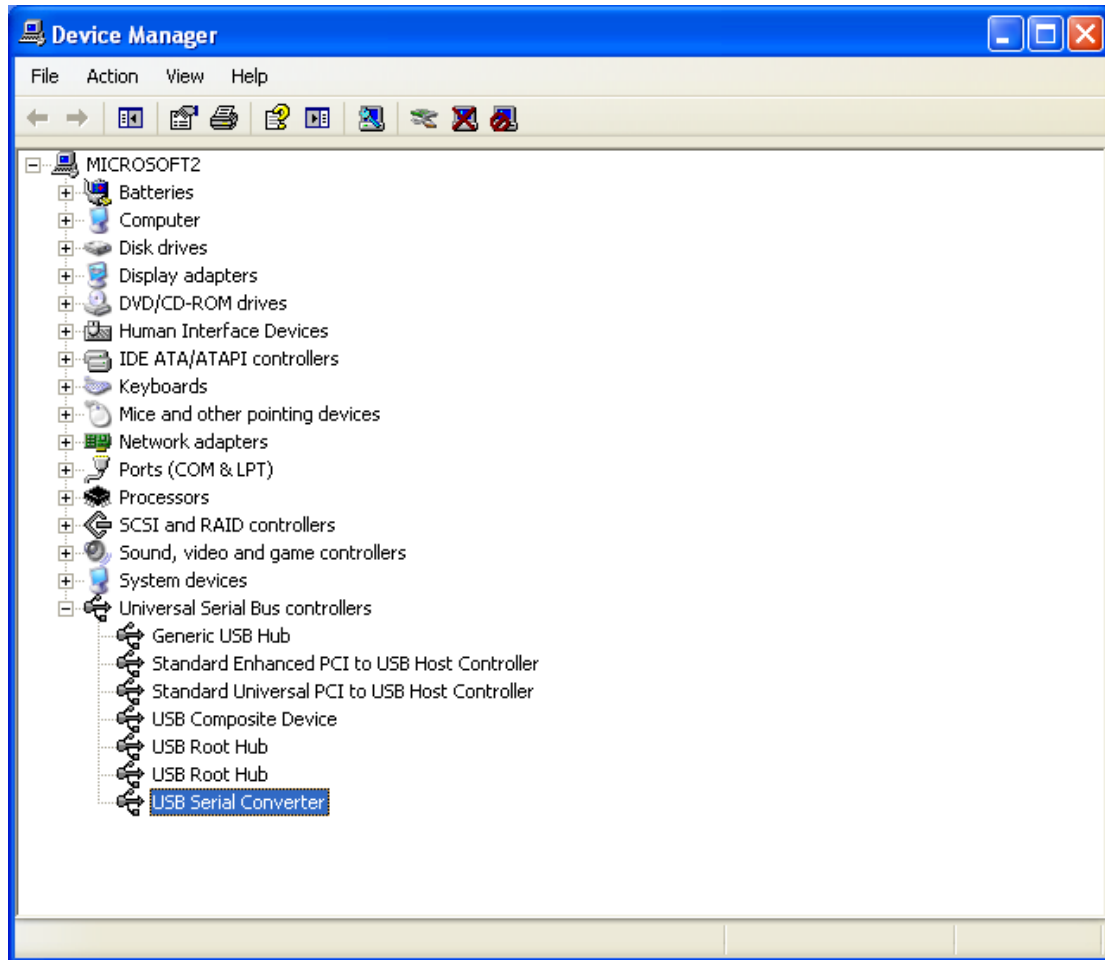 Device Manager
File Action View Help
MICROSOFT2
Batteries
Computer
Disk drives
Display adapters
DVD/CD-ROM drives
Human Interface Devices
IDE ATA/ATAPI controllers
Keyboards
Mice and other pointing devices
Network adapters
Ports (COM & LPT)
Processors
SCSI and RAID controllers
Sound, video and game controllers
System devices
Universal Serial Bus controllers
Generic USB Hub
Standard Enhanced PCI to USB Host Controller
Standard Universal PCI to USB Host Controller
USB Composite Device
USB Root Hub
USB Root Hub
USB Serial Converter